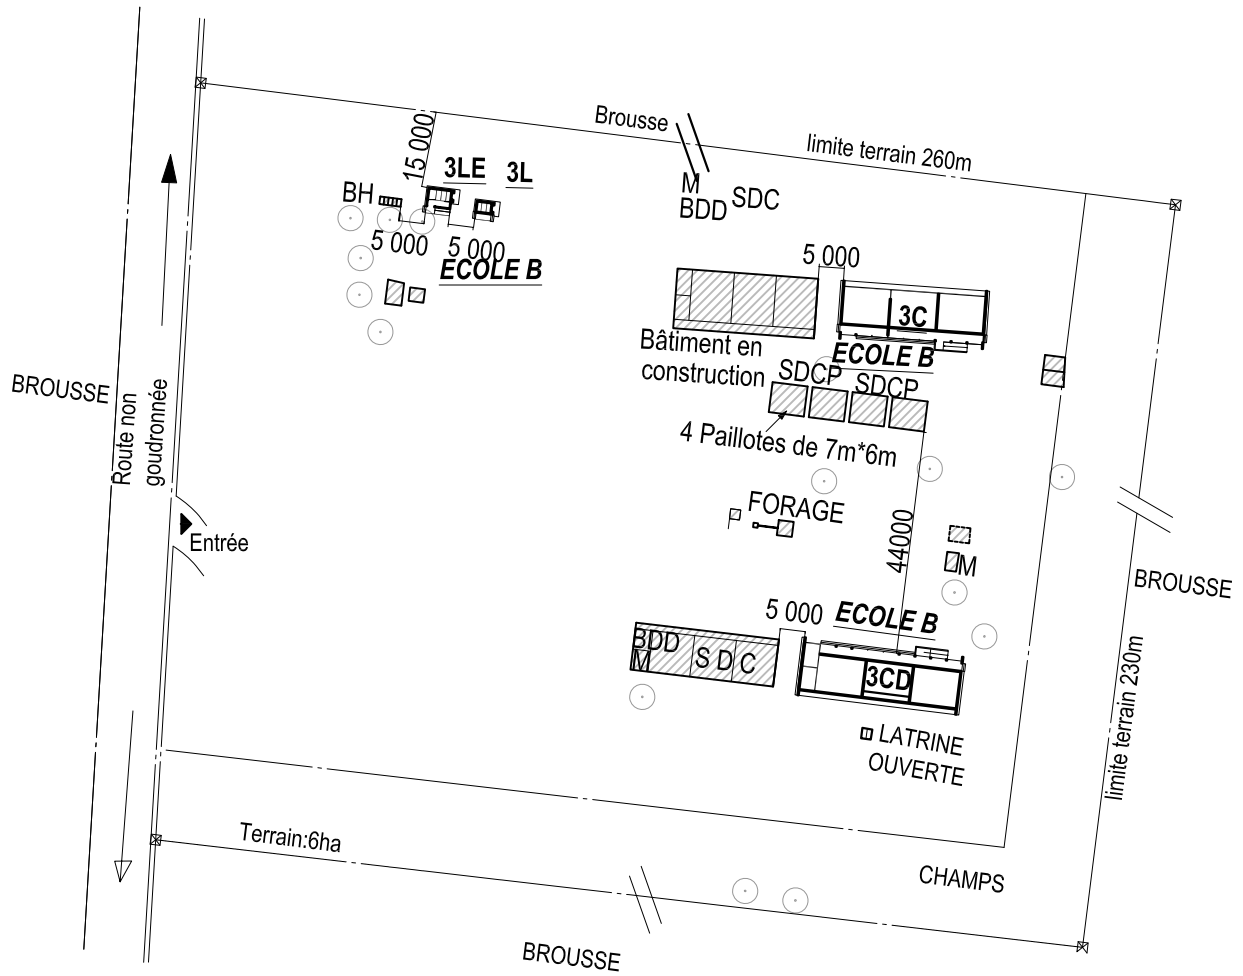 Brousse
limite terrain 260m
15 000
3LE
3L
BH
M
SDC
BDD
5 000
5 000
ECOLE B
5 000
3C
Bâtiment en
construction
ECOLE B
SDCP
SDCP
4 Paillotes de 7m*6m
BROUSSE
Route non
goudronnée
Entrée
FORAGE
44000
M
BROUSSE
5 000
ECOLE B
BDD
M
S D C
3CD
limite terrain 230m
LATRINE
OUVERTE
Terrain:6ha
CHAMPS
BROUSSE